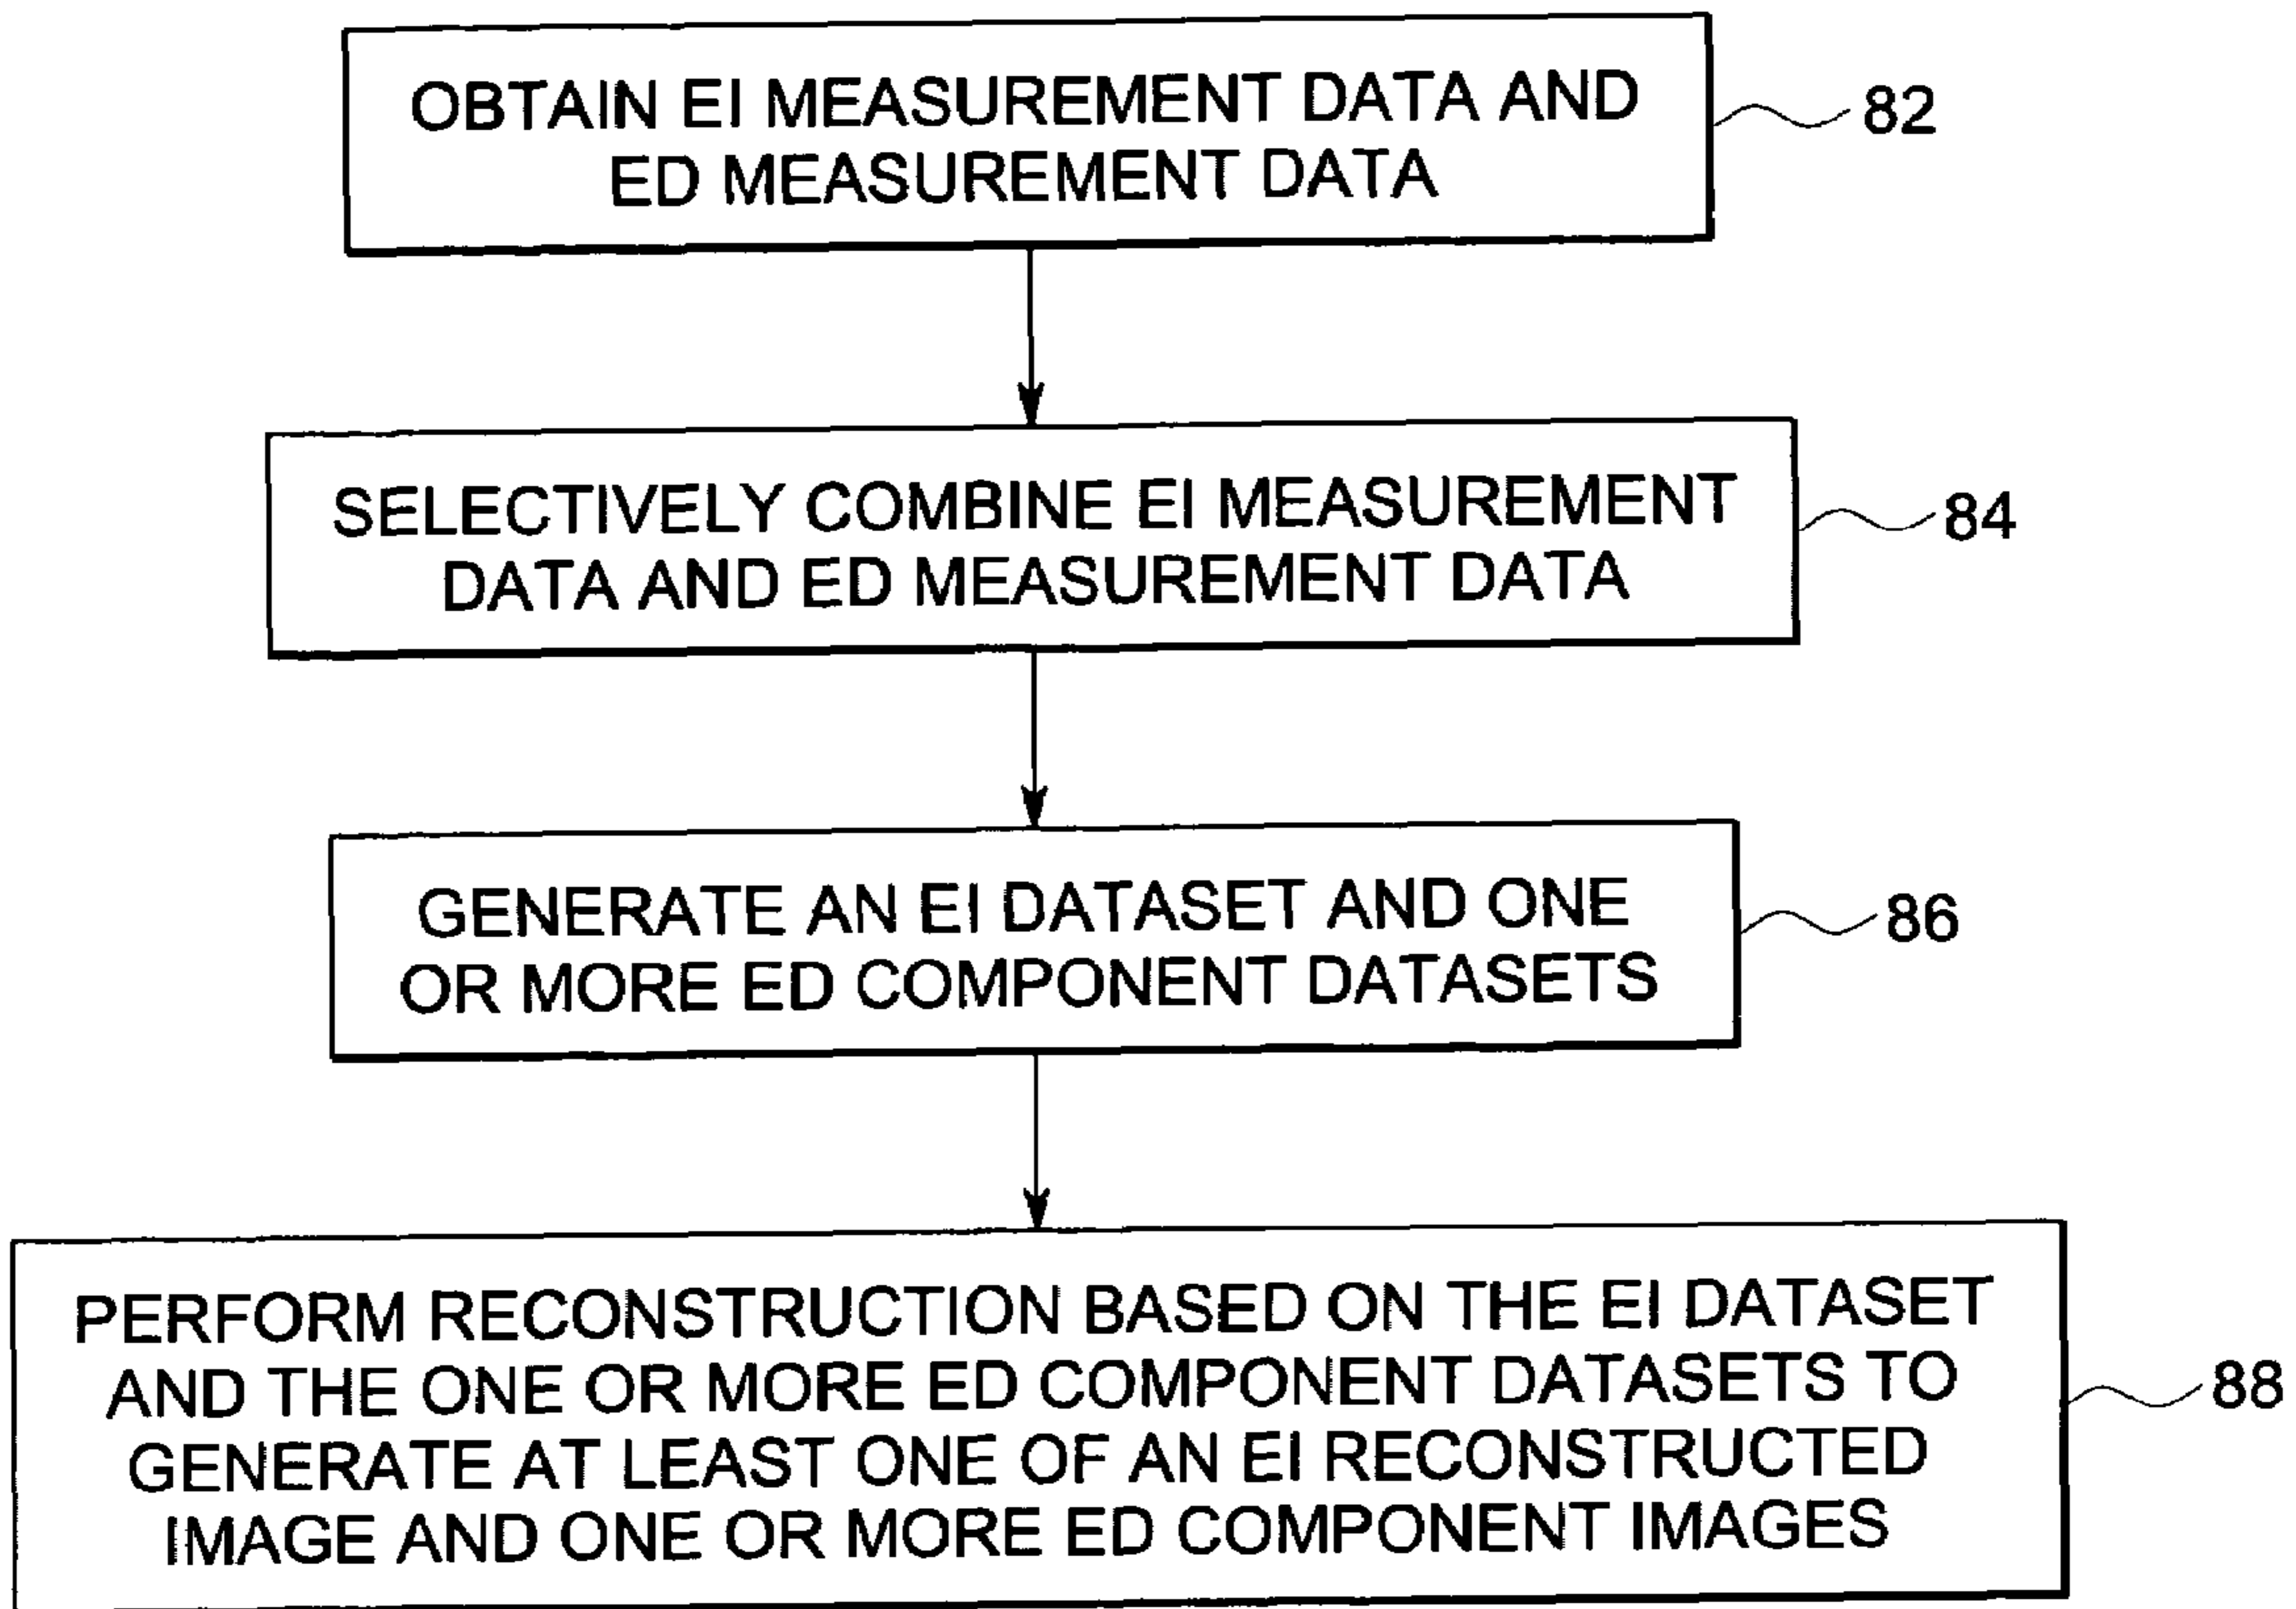 OBTAIN EI MEASUREMENT DATA AND
ED MEASUREMENT DATA
82
SELECTIVELY COMBINE EI MEASUREMENT
DATA AND ED MEASUREMENT DATA
84
GENERATE AN EI DATASET AND ONE
OR MORE ED COMPONENT DATASETS
86
PERFORM RECONSTRUCTION BASED ON THE EI DATASET
AND THE ONE OR MORE ED COMPONENT DATASETS TO
GENERATE AT LEAST ONE OF AN EI RECONSTRUCTED
IMAGE AND ONE OR MORE ED COMPONENT IMAGES
88